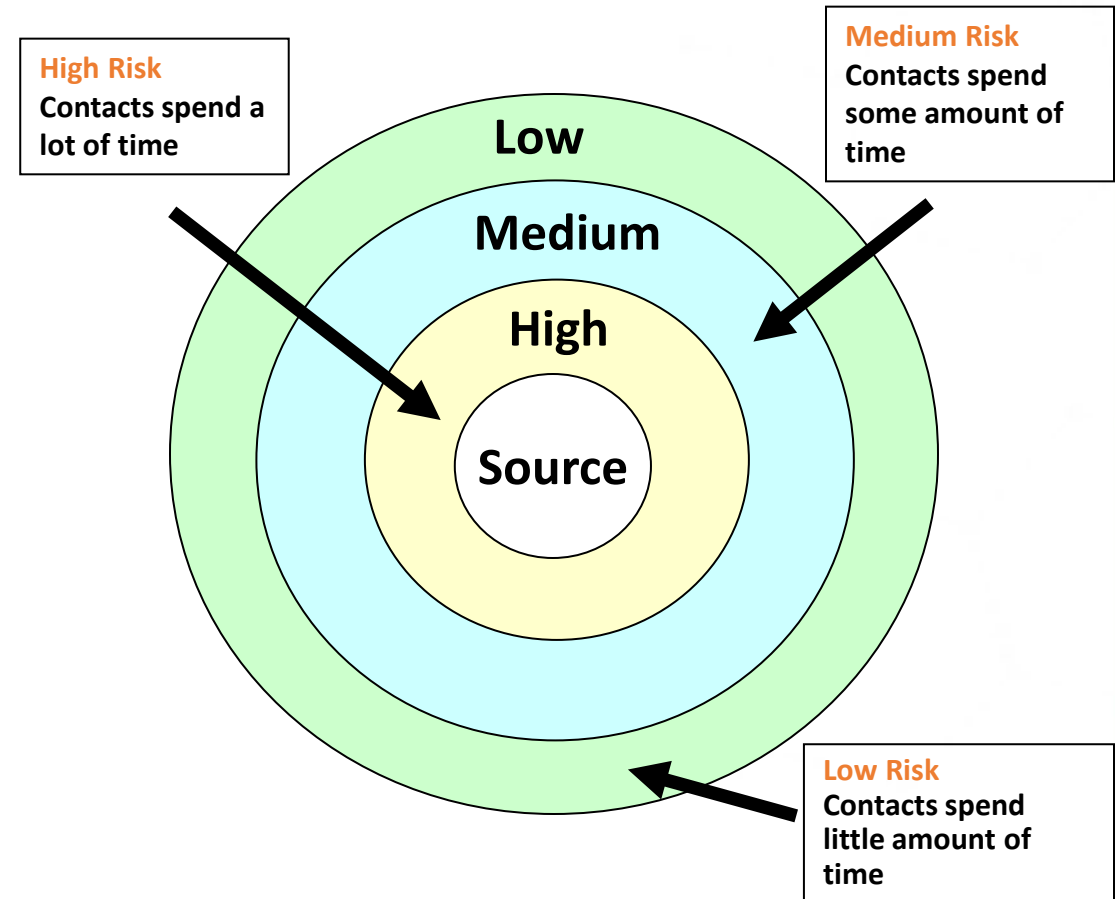 High Risk
Contacts spend a
lot of time
Medium Risk
Contacts spend
some amount of
time
Low
Medium
High
Source
Low Risk
Contacts spend
little amount of
time